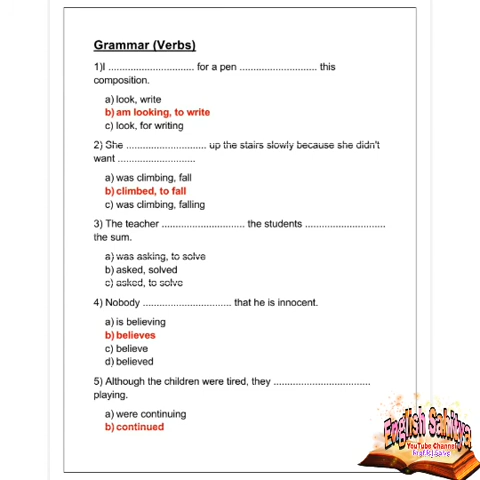 Grammar (Verbs)
1)I ............................... for a pen ............................ this
composition.
a) look, write
b) am looking, to write
c) look, for writing
2) She ............................. up the stairs slowly because she didn't
want ............................
a) was climbing, fall
b) climbed, to fall
c) was climbing, falling
3) The teacher .............................. the students .............................
the sum.
a) was asking, to solve
b) asked, solved
c) asked, to solve
4) Nobody ................................ that he is innocent.
a) is believing
b) believes
c) believe
d) believed
5) Although the children were tired, they ...................................
playing.
a) were continuing
b) continued
English Sahitya
YouTube Channel